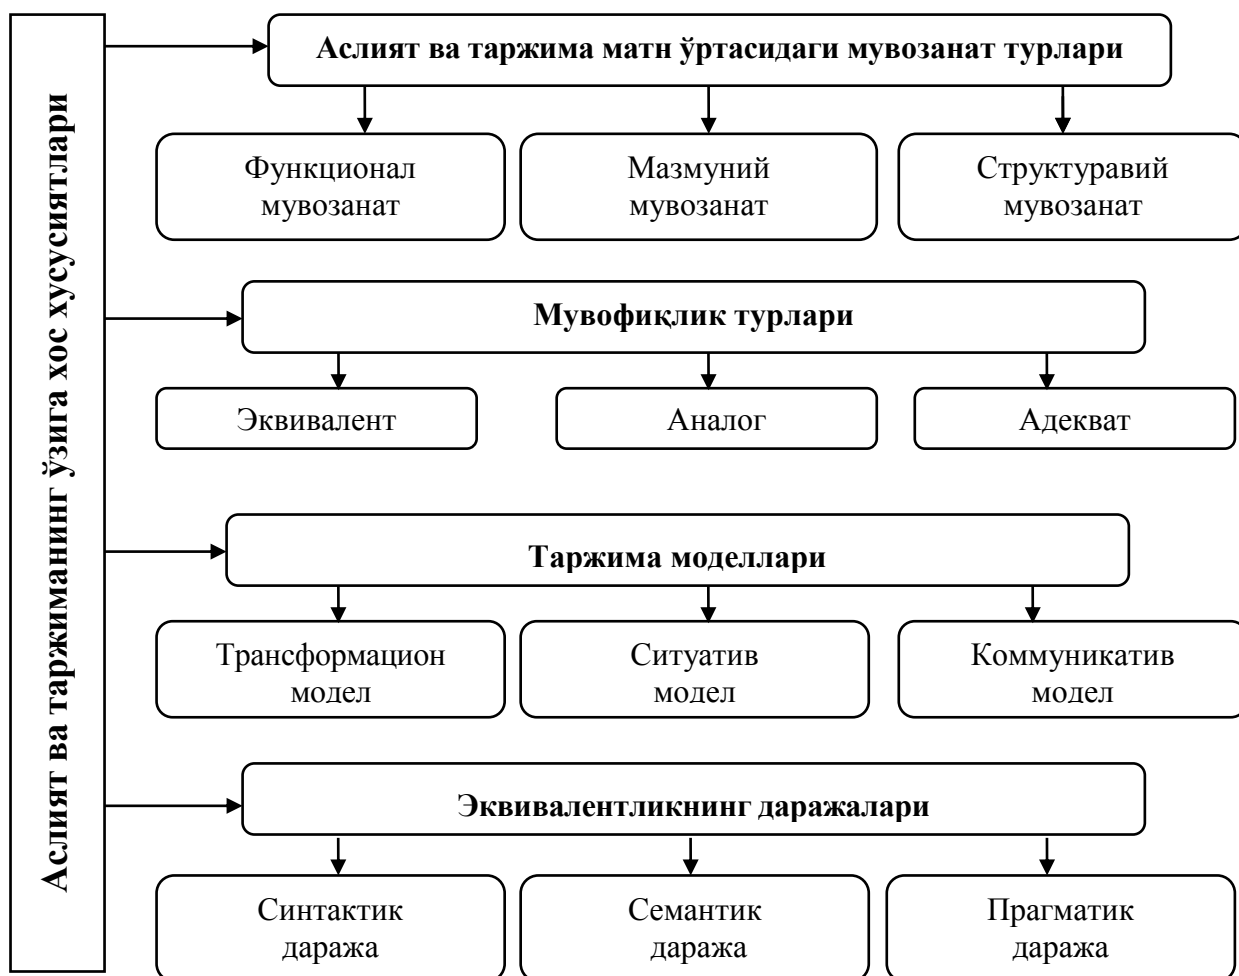 Аслият ва таржиманинг ўзига хос хусусиятлари
Аслият ва таржима матн ўртасидаги мувозанат турлари
Функционал
мувозанат
Мазмуний
мувозанат
Структуравий
мувозанат
Мувофиқлик турлари
Эквивалент
Аналог
Адекват
Таржима моделлари
Трансформацион
модел
Ситуатив
модел
Коммуникатив
модел
Эквивалентликнинг даражалари
Синтактик
даража
Семантик
даража
Прагматик
даража